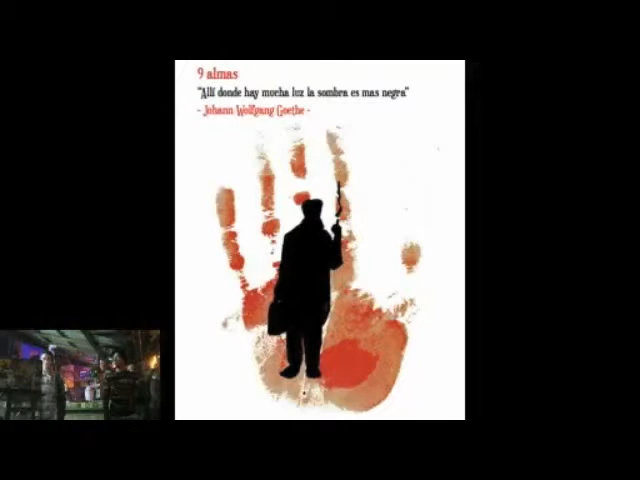 9 almas
"Allí donde hay mucha luz la sombra es mas negra"
- Johann Wolfgang Goethe -